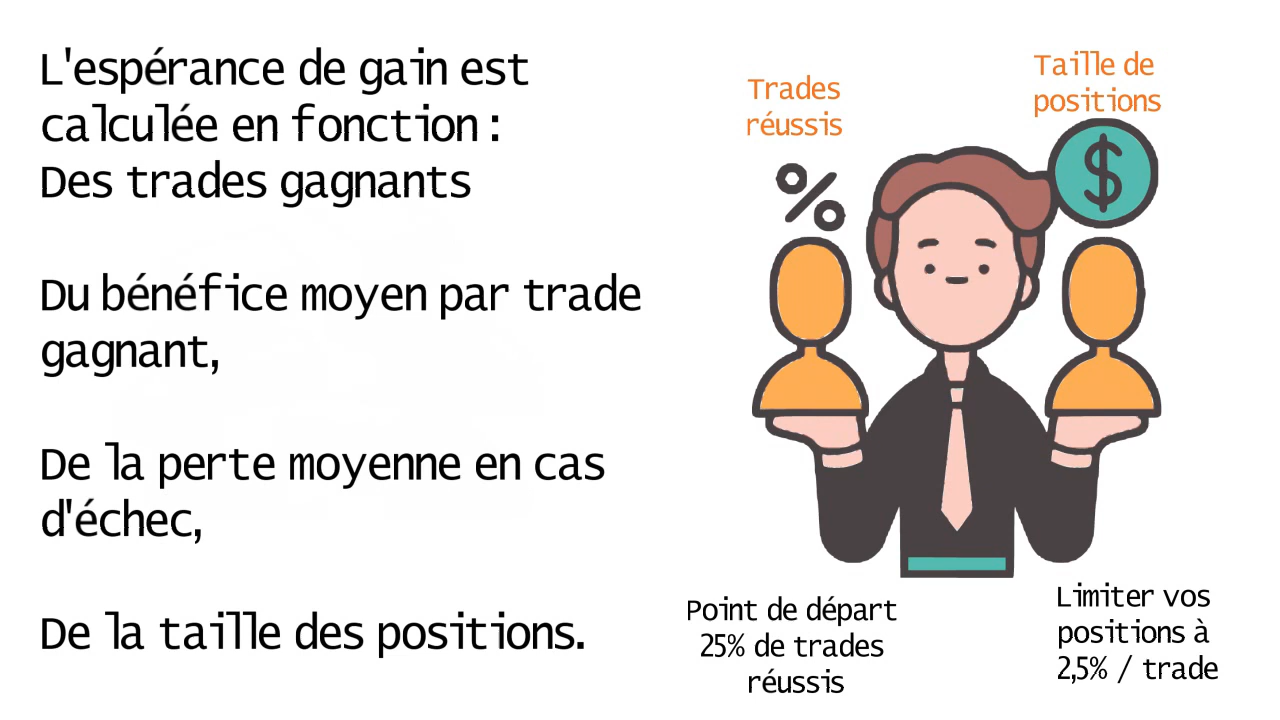 L'espérance de gain est
calculée en fonction :
Des trades gagnants
Du bénéfice moyen par trade
gagnant,
De la perte moyenne en cas
d'échec,
De la taille des positions.
Trades
réussis
%
Taille de
positions
$
Point de départ
25% de trades
réussis
Limiter vos
positions à
2,5% / trade